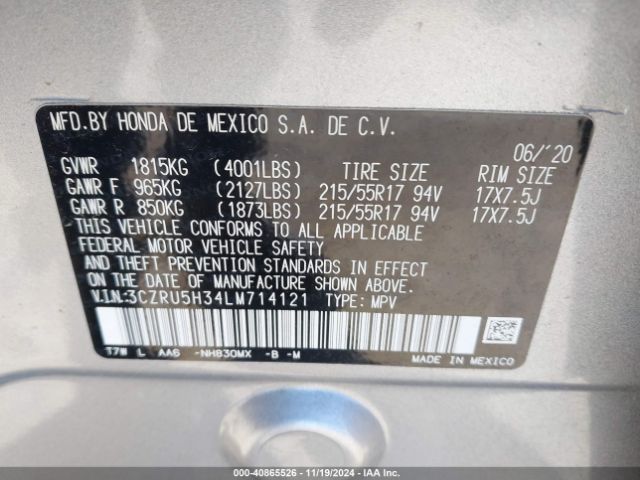 MFD.BY HONDA DE MEXICO S.A. DE C.V.
06/'20
GVWR 1815KG (4001LBS) TIRE SIZE RIM SIZE
GAWR F 965KG (2127LBS) 215/55R17 94V 17X7.5J
GAWR R 850KG (1873LBS) 215/55R17 94V 17X7.5J
THIS VEHICLE CONFORMS TO ALL APPLICABLE
FEDERAL MOTOR VEHICLE SAFETY
AND THEFT PREVENTION STANDARDS IN EFFECT
ON THE DATE OF MANUFACTURE SHOWN ABOVE.
V.I.N:3CZRU5H34LM714121 TYPE: MPV
T7W L AA6 -NH830MX -B -M
MADE IN MEXICO
000-40865526 - 11/19/2024 - IAAI.com